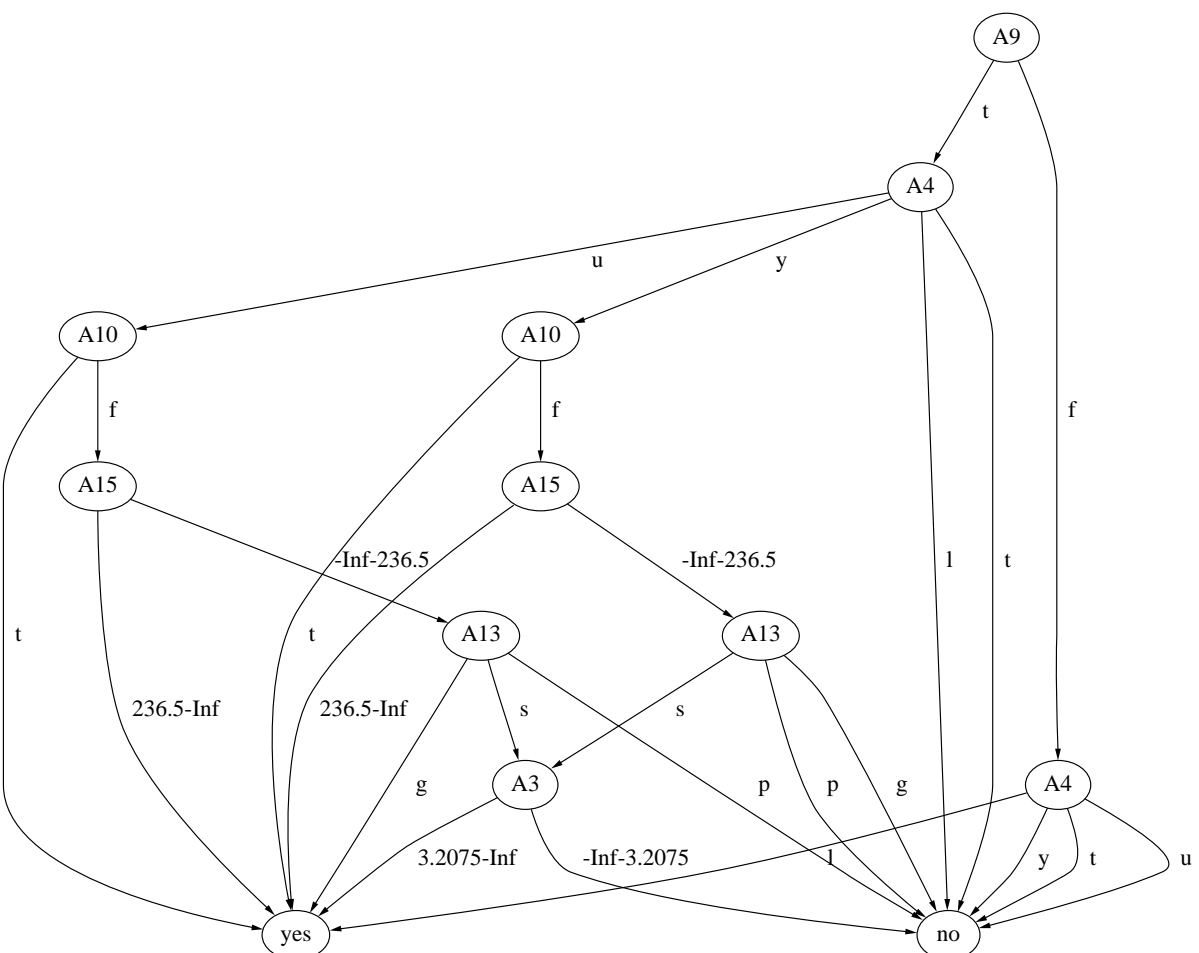 A9
t
A4
u y
A10 A10
f f f
A15 A15
-Inf-236.5 -Inf-236.5 l t
t t A13 A13
236.5-Inf 236.5-Inf s s
g A3 p p g A4
3.2075-Inf -Inf-3.2075 l y t u
yes no